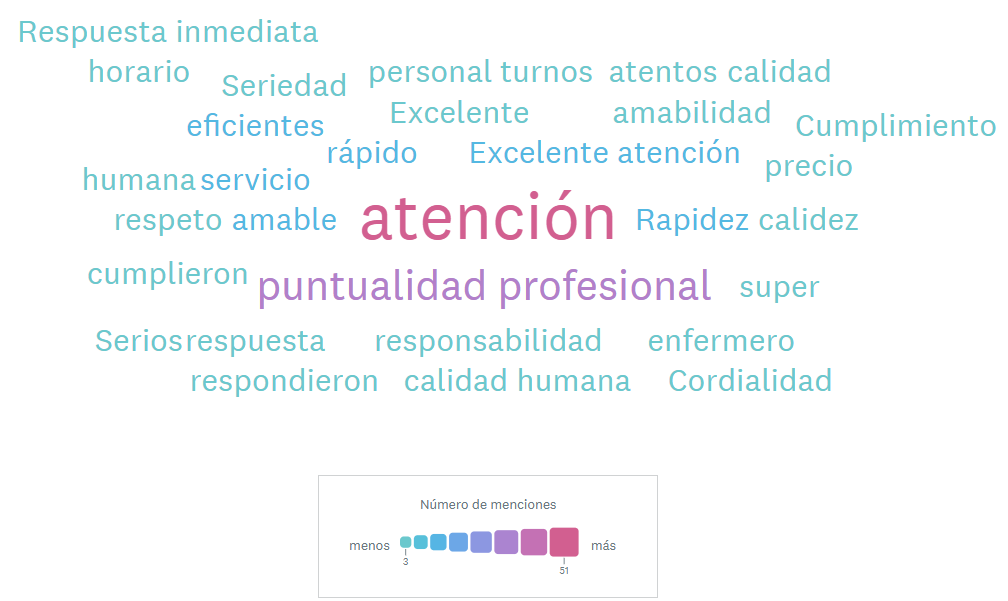 Respuesta inmediata
horario Seriedad personal turnos atentos calidad
eficientes Excelente amabilidad Cumplimiento
rápido Excelente atención precio
humana servicio
respeto amable atención Rapidez calidez
cumplieron puntualidad profesional super
Serios respuesta responsabilidad enfermero
respondieron calidad humana Cordialidad
Número de menciones
menos más
3 51